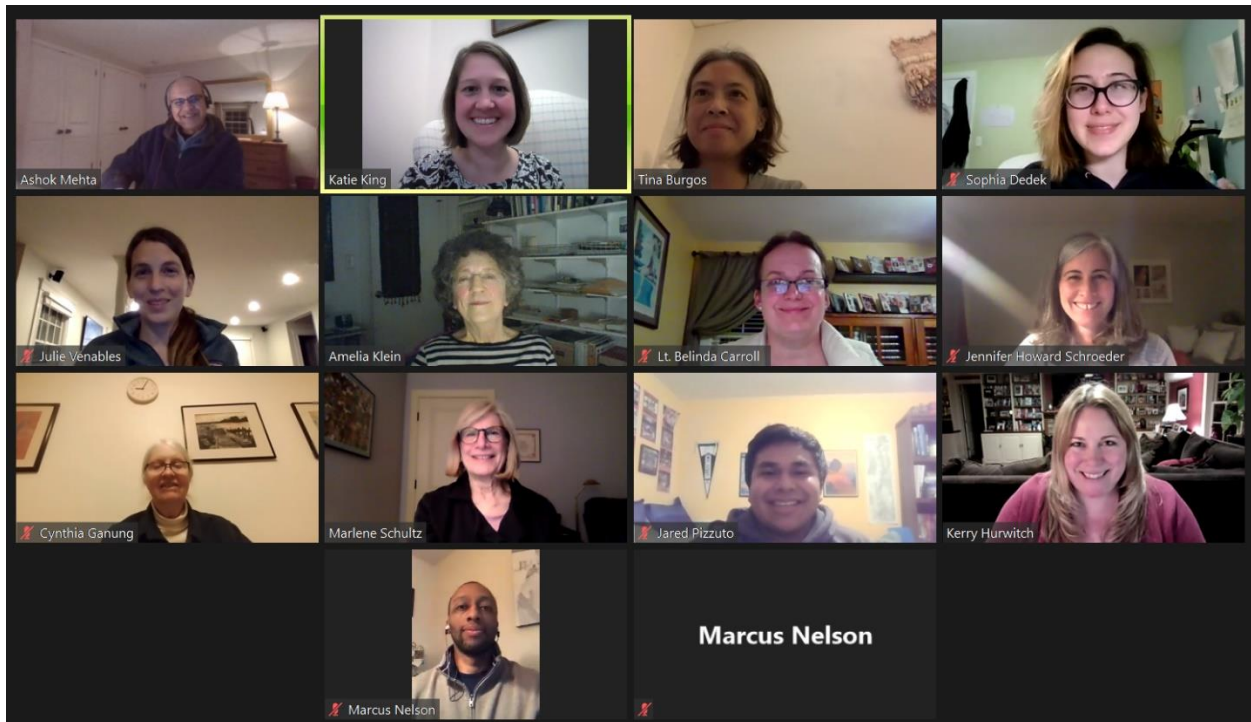 Ashok Mehta
Katie King
Tina Burgos
Sophia Dedek
Julie Venables
Amelia Klein
Lt. Belinda Carroll
Jennifer Howard Schroeder
Cynthia Ganung
Marlene Schultz
Jared Pizzuto
Kerry Hurwitch
Marcus Nelson
Marcus Nelson